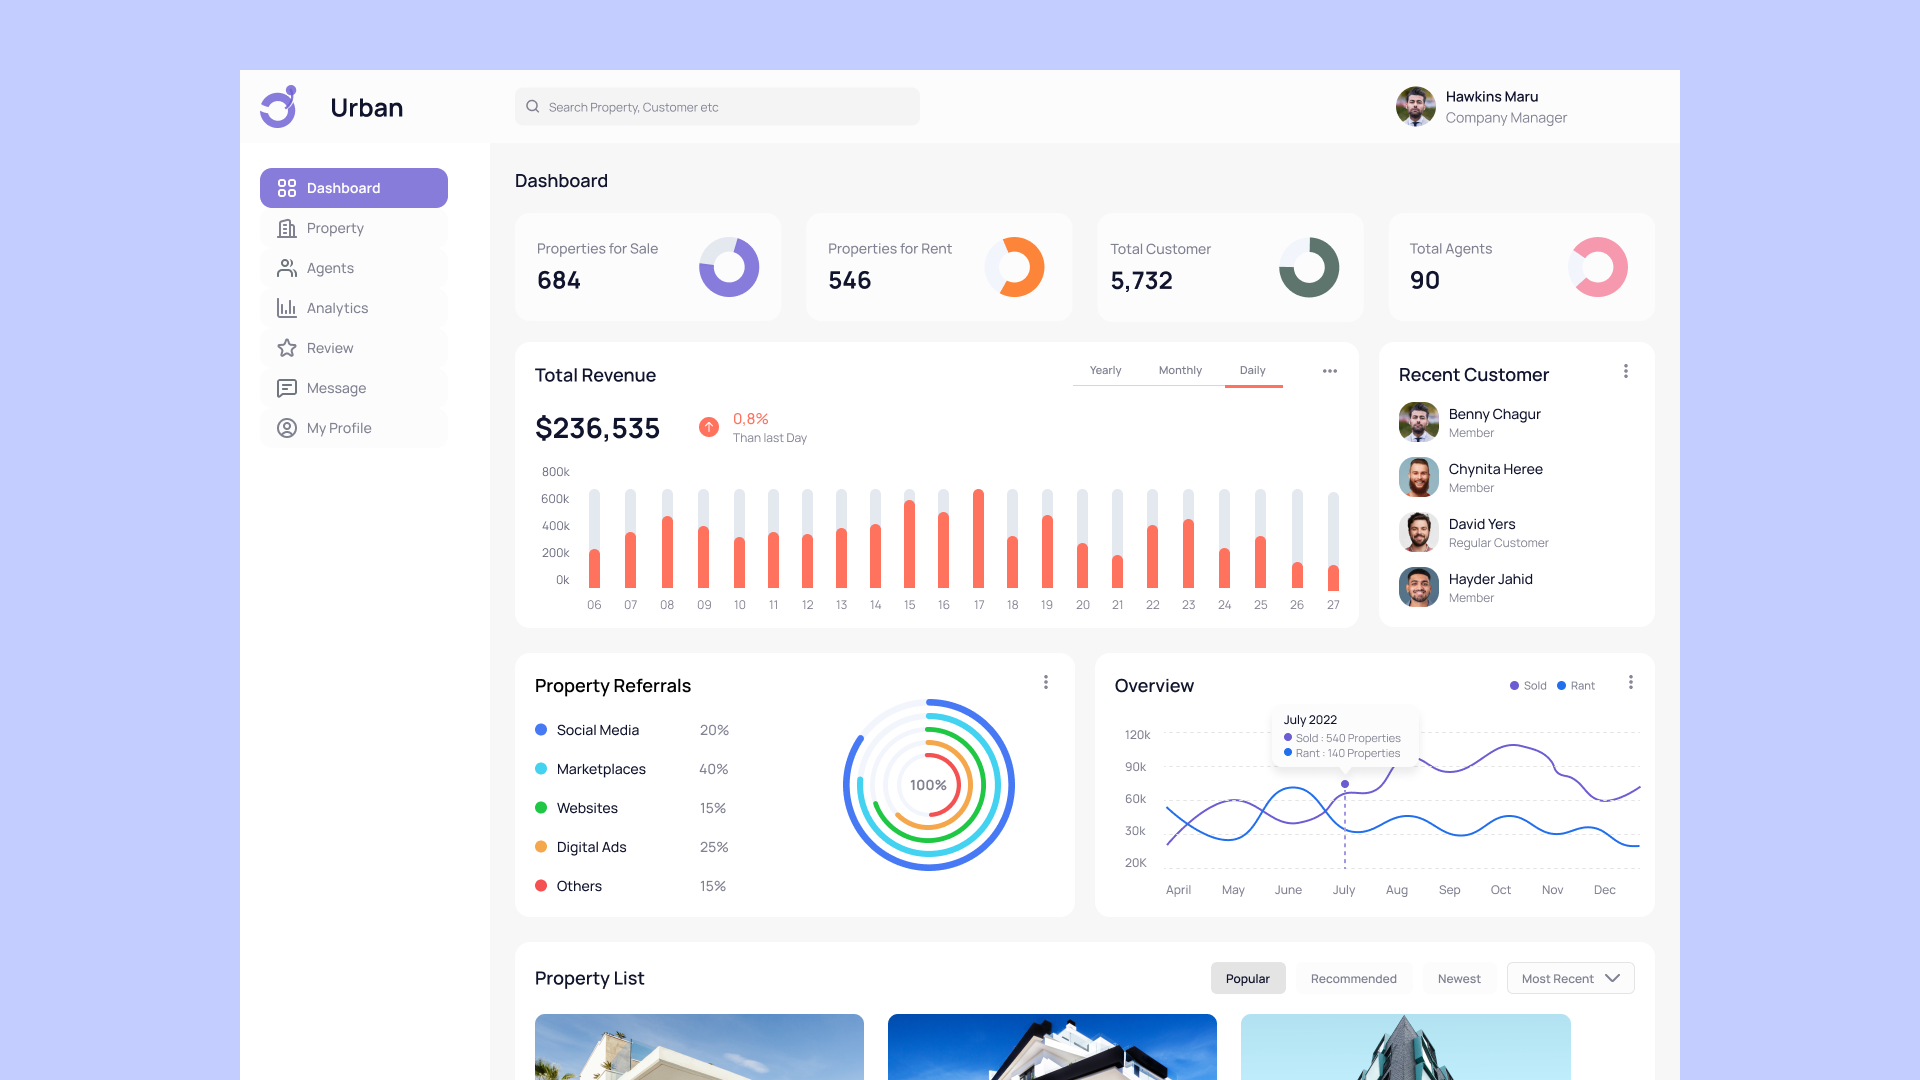 Urban
Search Property, Customer etc
Hawkins Maru
Company Manager
Dashboard
Property
Agents
Analytics
Review
Message
My Profile
Dashboard
Properties for Sale
684
Properties for Rent
546
Total Customer
5,732
Total Agents
90
Total Revenue
Yearly Monthly Daily
$236,535
0,8%
Than last Day
800k
600k
400k
200k
0k
06 07 08 09 10 11 12 13 14 15 16 17 18 19 20 21 22 23 24 25 26 27
Recent Customer
Benny Chagur
Member
Chynita Heree
Member
David Yers
Regular Customer
Hayder Jahid
Member
Property Referrals
Social Media 20%
Marketplaces 40%
Websites 15%
Digital Ads 25%
Others 15%
100%
Overview
Sold Rant
July 2022
Sold : 540 Properties
Rant : 140 Properties
120k
90k
60k
30k
20K
April May June July Aug Sep Oct Nov Dec
Property List
Popular Recommended Newest Most Recent